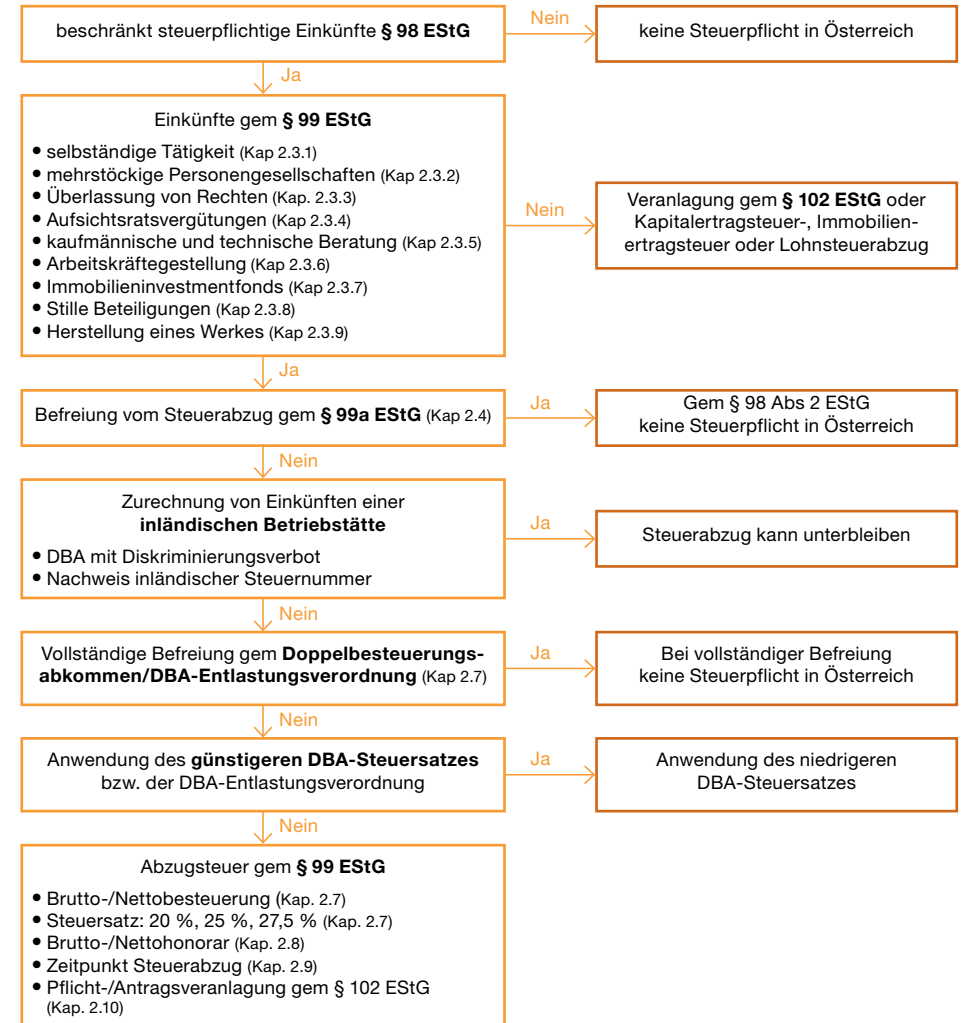 beschränkt steuerpflichtige Einkünfte § 98 EStG
Nein
keine Steuerpflicht in Österreich
Ja
Einkünfte gem § 99 EStG
• selbständige Tätigkeit (Kap 2.3.1)
• mehrstöckige Personengesellschaften (Kap 2.3.2)
• Überlassung von Rechten (Kap. 2.3.3)
• Aufsichtsratsvergütungen (Kap 2.3.4)
• kaufmännische und technische Beratung (Kap 2.3.5)
• Arbeitskräftegestellung (Kap 2.3.6)
• Immobilieninvestmentfonds (Kap 2.3.7)
• Stille Beteiligungen (Kap 2.3.8)
• Herstellung eines Werkes (Kap 2.3.9)
Nein
Veranlagung gem § 102 EStG oder
Kapitalertragsteuer-, Immobilien-
ertragsteuer oder Lohnsteuerabzug
Ja
Befreiung vom Steuerabzug gem § 99a EStG (Kap 2.4)
Ja
Gem § 98 Abs 2 EStG
keine Steuerpflicht in Österreich
Nein
Zurechnung von Einkünften einer
inländischen Betriebstätte
• DBA mit Diskriminierungsverbot
• Nachweis inländischer Steuernummer
Ja
Steuerabzug kann unterbleiben
Nein
Vollständige Befreiung gem Doppelbesteuerungs-
abkommen/DBA-Entlastungsverordnung (Kap 2.7)
Ja
Bei vollständiger Befreiung
keine Steuerpflicht in Österreich
Nein
Anwendung des günstigeren DBA-Steuersatzes
bzw. der DBA-Entlastungsverordnung
Ja
Anwendung des niedrigeren
DBA-Steuersatzes
Nein
Abzugsteuer gem § 99 EStG
• Brutto-/Nettobesteuerung (Kap. 2.7)
• Steuersatz: 20 %, 25 %, 27,5 % (Kap. 2.7)
• Brutto-/Nettohonorar (Kap. 2.8)
• Zeitpunkt Steuerabzug (Kap. 2.9)
• Pflicht-/Antragsveranlagung gem § 102 EStG
(Kap. 2.10)